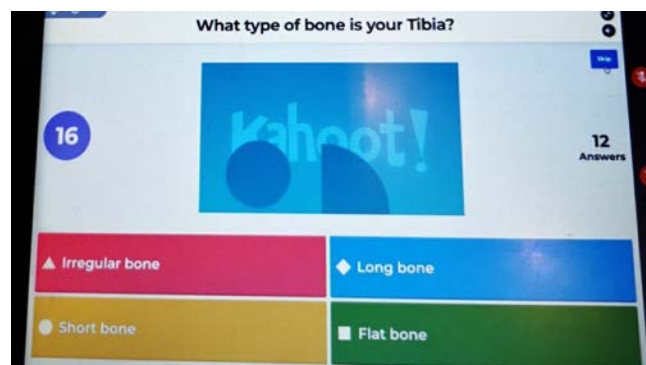 What type of bone is your Tibia?
Skip
16
Kahoot!
12
Answers
Irregular bone
Long bone
Short bone
Flat bone